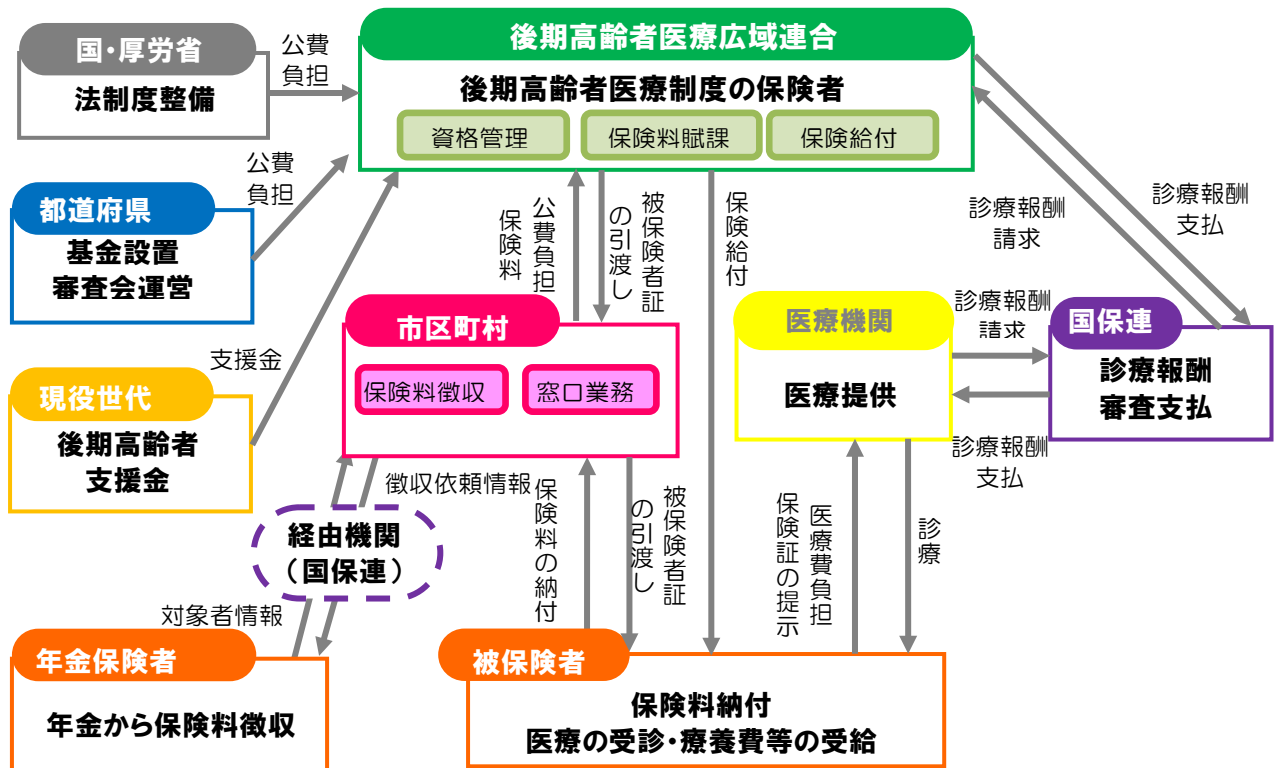 国・厚労省
法制度整備
公費
負担
後期高齢者医療広域連合
後期高齢者医療制度の保険者
資格管理
保険料賦課
保険給付
公費
負担
都道府県
基金設置
審査会運営
支援金
現役世代
後期高齢者
支援金
公費負担
保険料
被保険者証
の引渡し
保険給付
診療報酬
請求
診療報酬
支払
市区町村
保険料徴収
窓口業務
医療機関
医療提供
診療報酬
請求
国保連
診療報酬
審査支払
診療報酬
支払
徴収依頼情報
経由機関
（国保連）
対象者情報
保険料の納付
被保険者証
の引渡し
医療費負担
保険証の提示
診療
年金保険者
年金から保険料徴収
被保険者
保険料納付
医療の受診・療養費等の受給